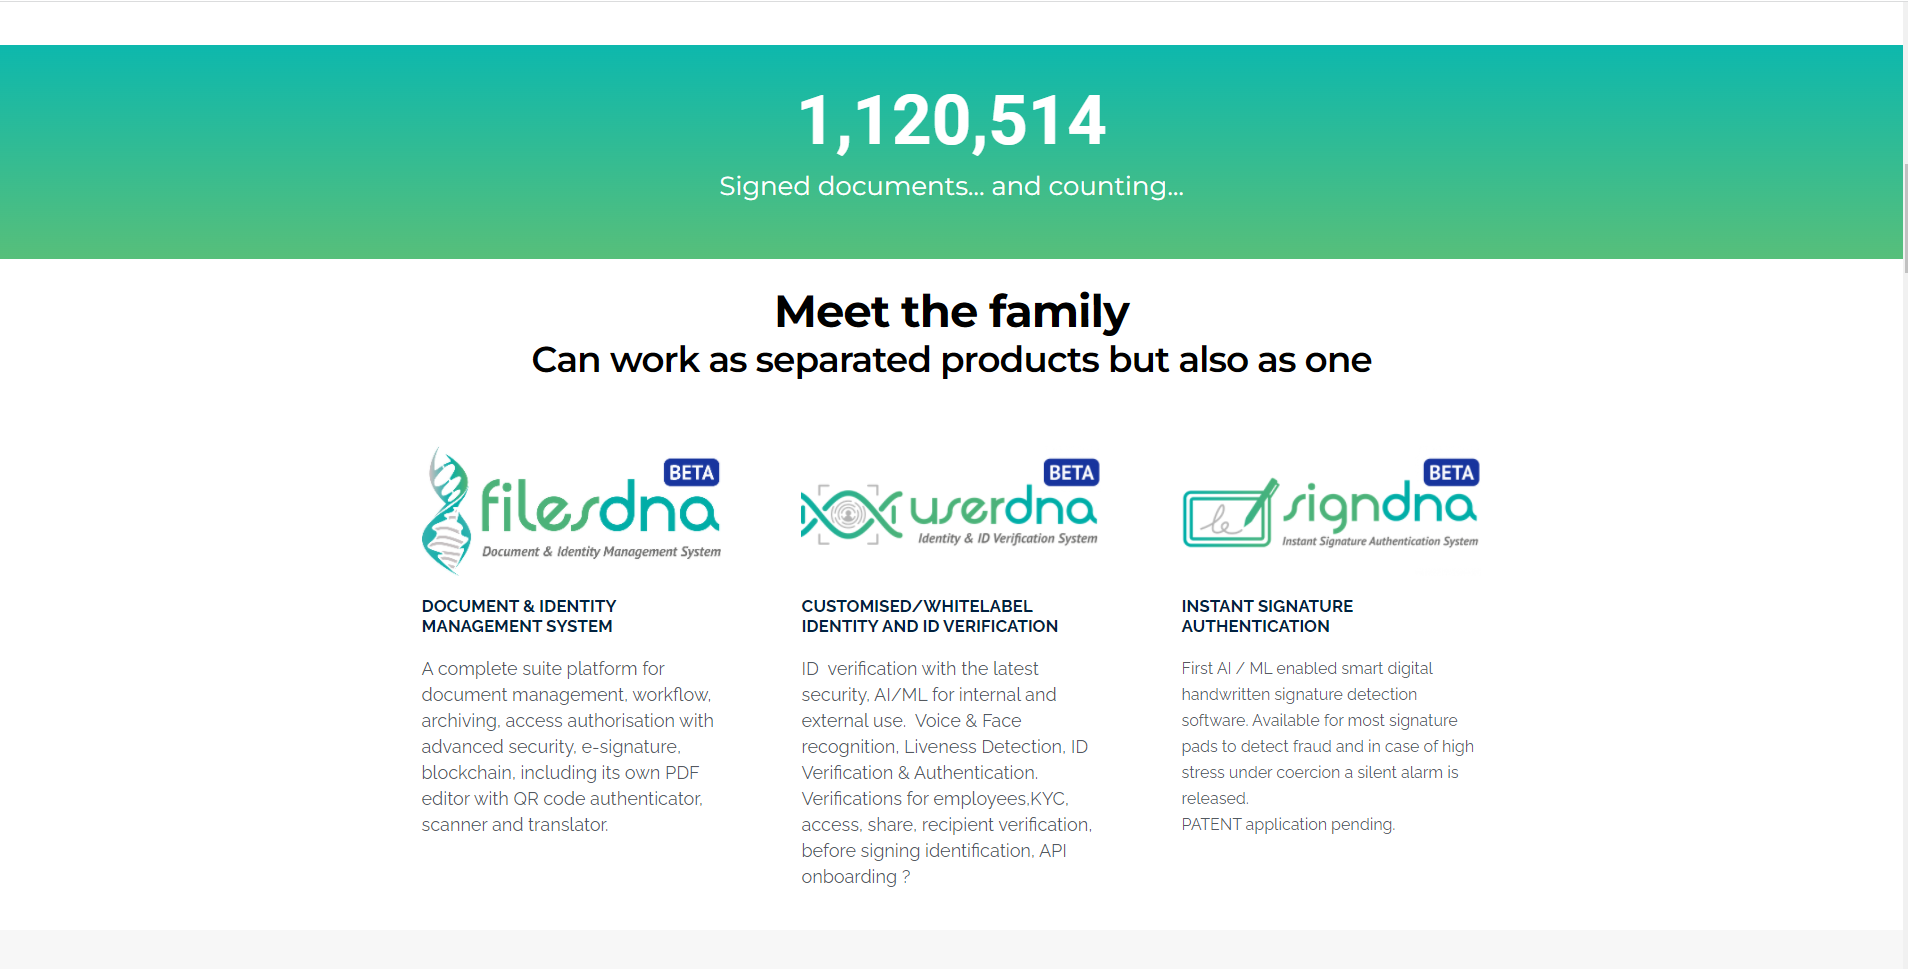 1,120,514
Signed documents... and counting...
Meet the family
Can work as separated products but also as one
BETA
filesdna
Document & Identity Management System
DOCUMENT & IDENTITY
MANAGEMENT SYSTEM
A complete suite platform for
document management, workflow,
archiving, access authorisation with
advanced security, e-signature,
blockchain, including its own PDF
editor with QR code authenticator,
scanner and translator.
BETA
userdna
Identity & ID Verification System
CUSTOMISED/WHITELABEL
IDENTITY AND ID VERIFICATION
ID  verification with the latest
security, AI/ML for internal and
external use.  Voice & Face
recognition, Liveness Detection, ID
Verification & Authentication.
Verifications for employees,KYC,
access, share, recipient verification,
before signing identification, API
onboarding ?
BETA
le
signdna
Instant Signature Authentication System
INSTANT SIGNATURE
AUTHENTICATION
First AI / ML enabled smart digital
handwritten signature detection
software. Available for most signature
pads to detect fraud and in case of high
stress under coercion a silent alarm is
released.
PATENT application pending.